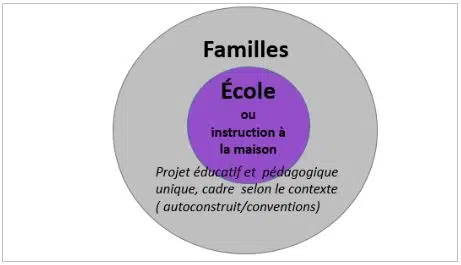 Familles
École
ou
instruction à
la maison
Projet éducatif et pédagogique
unique, cadre selon le contexte
( autoconstruit/conventions)